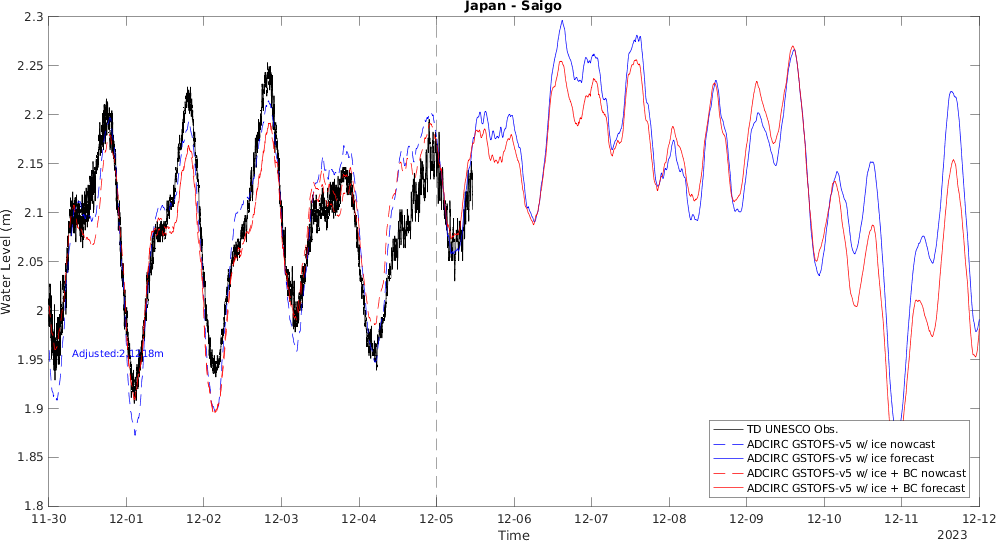 Japan - Saigo
Water Level (m)
2.3
2.25
2.2
2.15
2.1
2.05
2
1.95
1.9
1.85
1.8
TD UNESCO Obs.
ADCIRC GSTOFS-v5 w/ ice nowcast
ADCIRC GSTOFS-v5 w/ ice forecast
ADCIRC GSTOFS-v5 w/ ice + BC nowcast
ADCIRC GSTOFS-v5 w/ ice + BC forecast
11-30 12-01 12-02 12-03 12-04 12-05 12-06 12-07 12-08 12-09 12-10 12-11 12-12
Time
2023